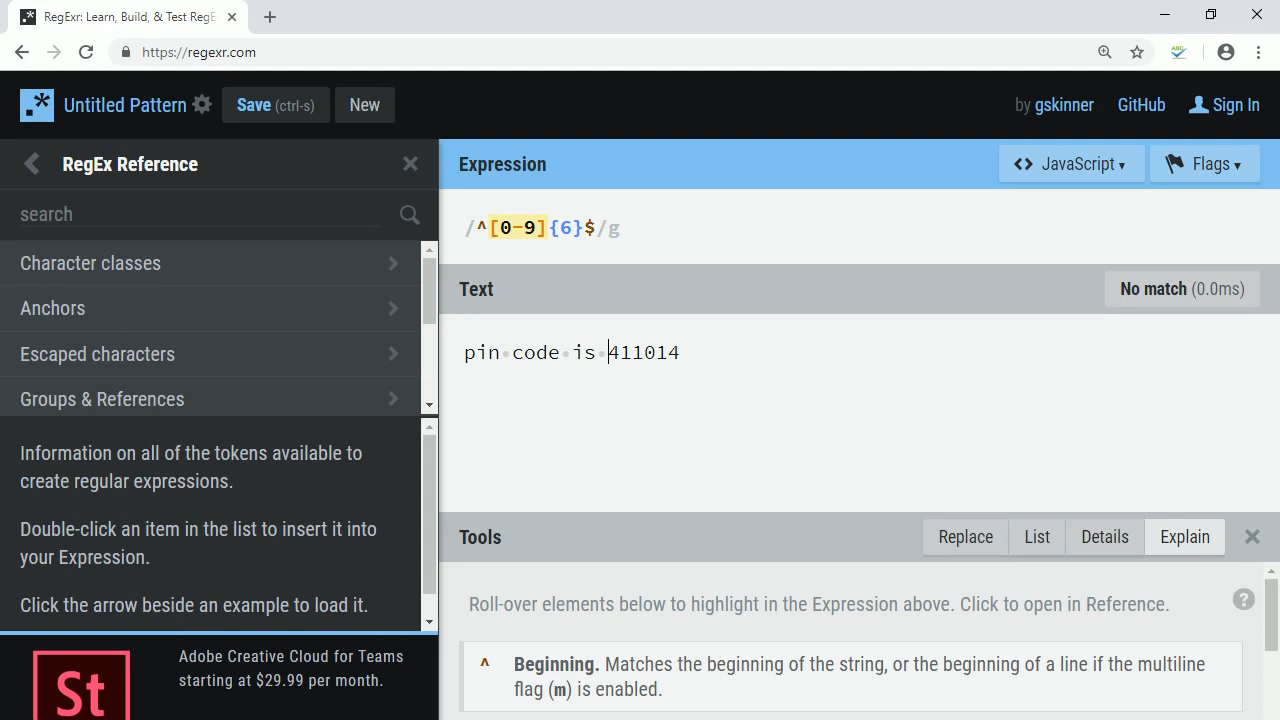 RegExr: Learn, Build, & Test RegE
https://regexr.com
ABC
Untitled Pattern
Save (ctrl-s)
New
by gskinner
GitHub
Sign In
RegEx Reference
Expression
<> JavaScript
Flags
search
/^[0-9]{6}$/g
Character classes
Text
No match (0.0ms)
Anchors
pin code is 411014
Escaped characters
Groups & References
Information on all of the tokens available to
create regular expressions.
Double-click an item in the list to insert it into
your Expression.
Click the arrow beside an example to load it.
Tools
Replace
List
Details
Explain
Roll-over elements below to highlight in the Expression above. Click to open in Reference.
?
^ Beginning. Matches the beginning of the string, or the beginning of a line if the multiline
flag (m) is enabled.
St
Adobe Creative Cloud for Teams
starting at $29.99 per month.